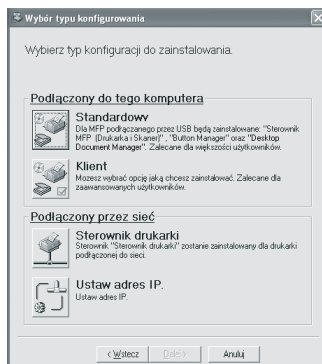 Wybór typu konfigurowania
Wybierz typ konfiguracji do zainstalowania.
Podłączony do tego komputera
Standardowy
Dla MFP podłączanego przez USB będą zainstalowane: "Sterownik
MFP (Drukarka i Skaner)" , "Button Manager" oraz "Desktop
Document Manager". Zalecane dla większości użytkowników.
Klient
Mozesz wybrać opcję jaką chcesz zainstalować. Zalecane dla
zaawansowanych użytkowników.
Podłączony przez sieć
Sterownik drukarki
Sterownik "Sterownik drukarki" zostanie zainstalowany dla drukarki
podłączonej do sieci.
Ustaw adres IP.
Ustaw adres IP.
< Wstecz
Dalej >
Anuluj